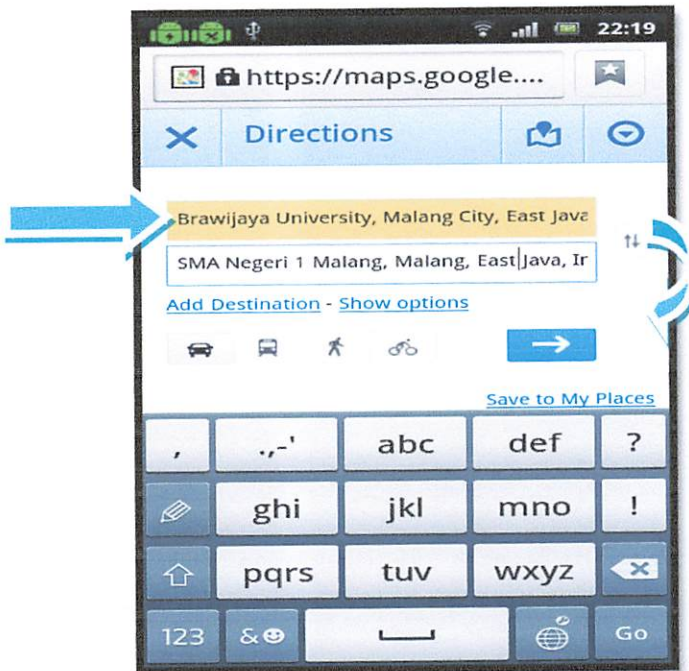 22:19
https://maps.google....
Directions
Brawijaya University, Malang City, East Java
SMA Negeri 1 Malang, Malang, East Java, Ir
Add Destination - Show options
Save to My Places
, .,-' abc def ?
ghi jkl mno !
pqrs tuv wxyz
123 &☻ Go